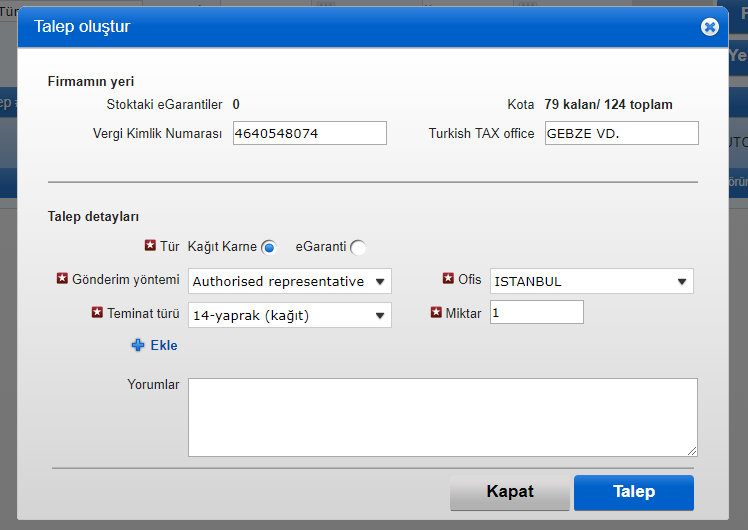 Tür
Talep oluştur
Ye
Firmamın yeri
Stoktaki eGarantiler 0 Kota 79 kalan/ 124 toplam
Vergi Kimlik Numarası 4640548074 Turkish TAX office GEBZE VD.
Talep detayları
Tür Kağıt Karne eGaranti
Gönderim yöntemi Authorised representative Ofis ISTANBUL
Teminat türü 14-yaprak (kağıt) Miktar 1
Ekle
Yorumlar
Kapat Talep